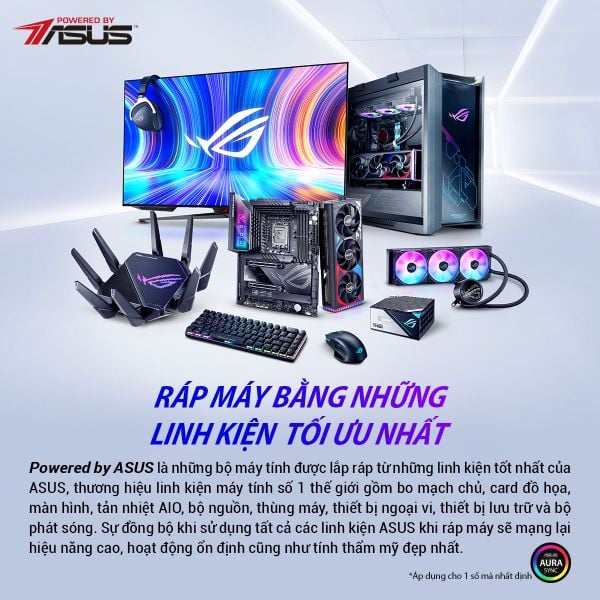 POWERED BY
ASUS
RÁP MÁY BẰNG NHỮNG
LINH KIỆN TỐI ƯU NHẤT
Powered by ASUS là những bộ máy tính được lắp ráp từ những linh kiện tốt nhất của
ASUS, thương hiệu linh kiện máy tính số 1 thế giới gồm bo mạch chủ, card đồ họa,
màn hình, tản nhiệt AIO, bộ nguồn, thùng máy, thiết bị ngoại vi, thiết bị lưu trữ và bộ
phát sóng. Sự đồng bộ khi sử dụng tất cả các linh kiện ASUS khi ráp máy sẽ mang lại
hiệu năng cao, hoạt động ổn định cũng như tính thẩm mỹ đẹp nhất.
*Áp dụng cho 1 số mã nhất định
ASUS
AURA
SYNC